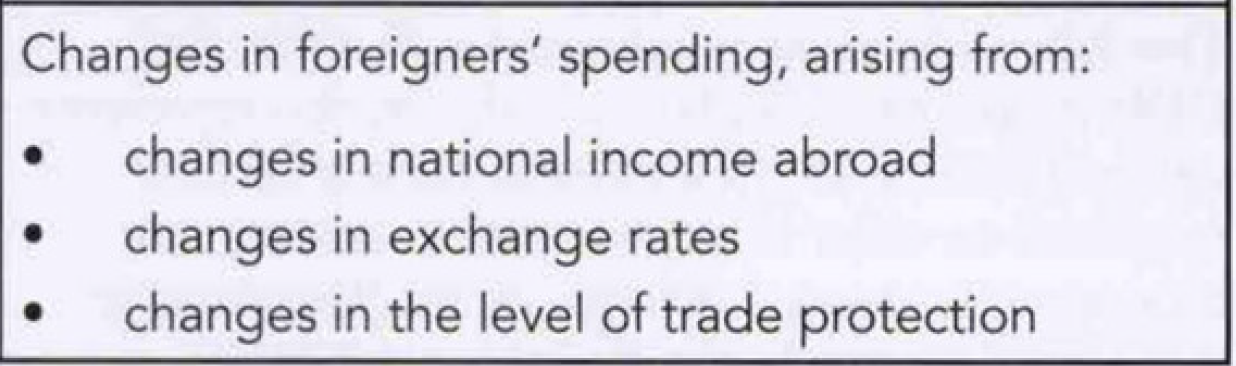 Changes in foreigners' spending, arising from:
• changes in national income abroad
• changes in exchange rates
• changes in the level of trade protection